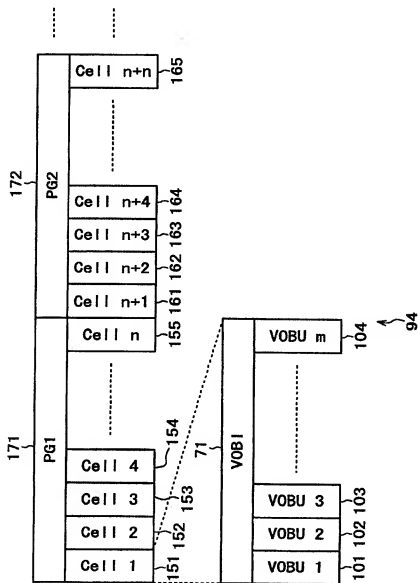 171
172
PG1
PG2
Cell 1
Cell 2
Cell 3
Cell 4
Cell n
Cell n+1
Cell n+2
Cell n+3
Cell n+4
Cell n+n
151
152
153
154
155
161
162
163
164
165
71
VOB1
VOBU 1
VOBU 2
VOBU 3
VOBU m
101
102
103
104
94